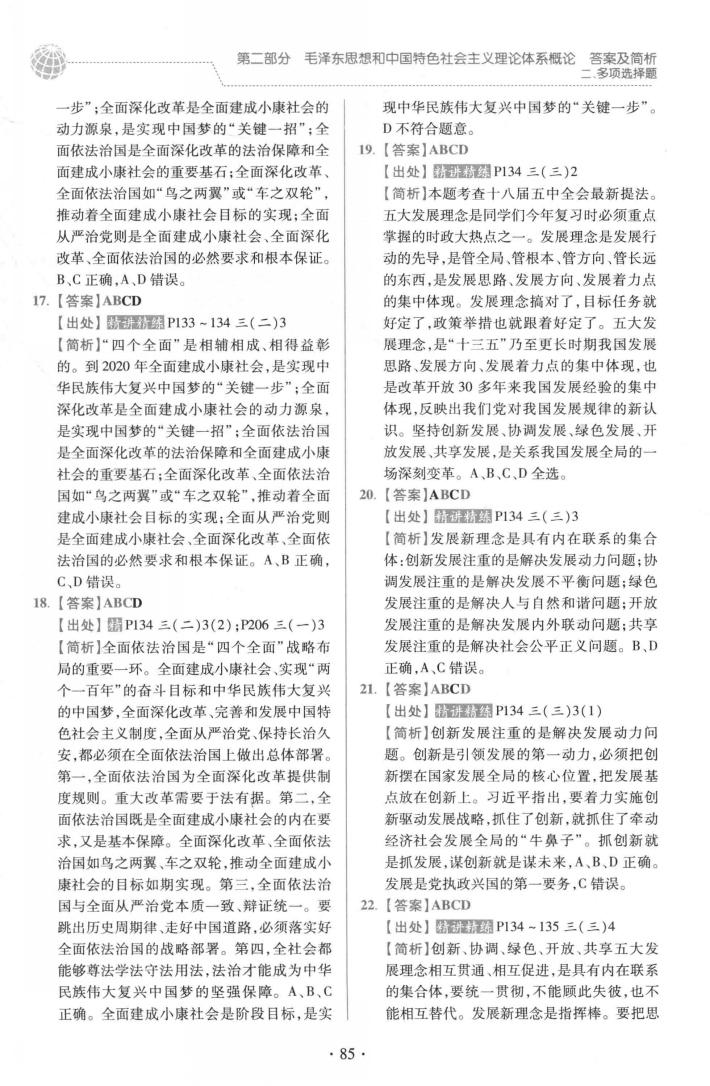 第二部分 毛泽东思想和中国特色社会主义理论体系概论 答案及简析
二、多项选择题
一步”;全面深化改革是全面建成小康社会的
动力源泉,是实现中国梦的“关键一招”;全
面依法治国是全面深化改革的法治保障和全
面建成小康社会的重要基石;全面深化改革、
全面依法治国如“鸟之两翼”或“车之双轮”,
推动着全面建成小康社会目标的实现;全面
从严治党则是全面建成小康社会、全面深化
改革、全面依法治国的必然要求和根本保证。
B、C 正确,A、D 错误。
17. 【答案】ABCD
【出处】精讲精练P133 ~ 134 三(二)3
【简析】“四个全面”是相辅相成、相得益彰
的。到 2020 年全面建成小康社会,是实现中
华民族伟大复兴中国梦的“关键一步”;全面
深化改革是全面建成小康社会的动力源泉,
是实现中国梦的“关键一招”;全面依法治国
是全面深化改革的法治保障和全面建成小康
社会的重要基石;全面深化改革、全面依法治
国如“鸟之两翼”或“车之双轮”,推动着全面
建成小康社会目标的实现;全面从严治党则
是全面建成小康社会、全面深化改革、全面依
法治国的必然要求和根本保证。A、B 正确,
C、D 错误。
18. 【答案】ABCD
【出处】精P134 三(二)3(2);P206 三(一)3
【简析】全面依法治国是“四个全面”战略布
局的重要一环。全面建成小康社会、实现“两
个一百年”的奋斗目标和中华民族伟大复兴
的中国梦,全面深化改革、完善和发展中国特
色社会主义制度,全面从严治党、保持长治久
安,都必须在全面依法治国上做出总体部署。
第一,全面依法治国为全面深化改革提供制
度规则。重大改革需要于法有据。第二,全
面依法治国既是全面建成小康社会的内在要
求,又是基本保障。全面深化改革、全面依法
治国如鸟之两翼、车之双轮,推动全面建成小
康社会的目标如期实现。第三,全面依法治
国与全面从严治党本质一致、辩证统一。要
跳出历史周期律、走好中国道路,必须落实好
全面依法治国的战略部署。第四,全社会都
能够尊法学法守法用法,法治才能成为中华
民族伟大复兴中国梦的坚强保障。A、B、C
正确。全面建成小康社会是阶段目标,是实
现中华民族伟大复兴中国梦的“关键一步”。
D 不符合题意。
19. 【答案】ABCD
【出处】精讲精练P134 三(三)2
【简析】本题考查十八届五中全会最新提法。
五大发展理念是同学们今年复习时必须重点
掌握的时政大热点之一。发展理念是发展行
动的先导,是管全局、管根本、管方向、管长远
的东西,是发展思路、发展方向、发展着力点
的集中体现。发展理念搞对了,目标任务就
好定了,政策举措也就跟着好定了。五大发
展理念,是“十三五”乃至更长时期我国发展
思路、发展方向、发展着力点的集中体现,也
是改革开放 30 多年来我国发展经验的集中
体现,反映出我们党对我国发展规律的新认
识。坚持创新发展、协调发展、绿色发展、开
放发展、共享发展,是关系我国发展全局的一
场深刻变革。A、B、C、D 全选。
20. 【答案】ABCD
【出处】精讲精练P134 三(三)3
【简析】发展新理念是具有内在联系的集合
体:创新发展注重的是解决发展动力问题;协
调发展注重的是解决发展不平衡问题;绿色
发展注重的是解决人与自然和谐问题;开放
发展注重的是解决发展内外联动问题;共享
发展注重的是解决社会公平正义问题。B、D
正确,A、C 错误。
21. 【答案】ABCD
【出处】精讲精练P134 三(三)3(1)
【简析】创新发展注重的是解决发展动力问
题。创新是引领发展的第一动力,必须把创
新摆在国家发展全局的核心位置,把发展基
点放在创新上。习近平指出,要着力实施创
新驱动发展战略,抓住了创新,就抓住了牵动
经济社会发展全局的“牛鼻子”。抓创新就
是抓发展,谋创新就是谋未来,A、B、D 正确。
发展是党执政兴国的第一要务,C 错误。
22. 【答案】ABCD
【出处】精讲精练P134 ~ 135 三(三)4
【简析】创新、协调、绿色、开放、共享五大发
展理念相互贯通、相互促进,是具有内在联系
的集合体,要统一贯彻,不能顾此失彼,也不
能相互替代。发展新理念是指挥棒。要把思
· 85 ·